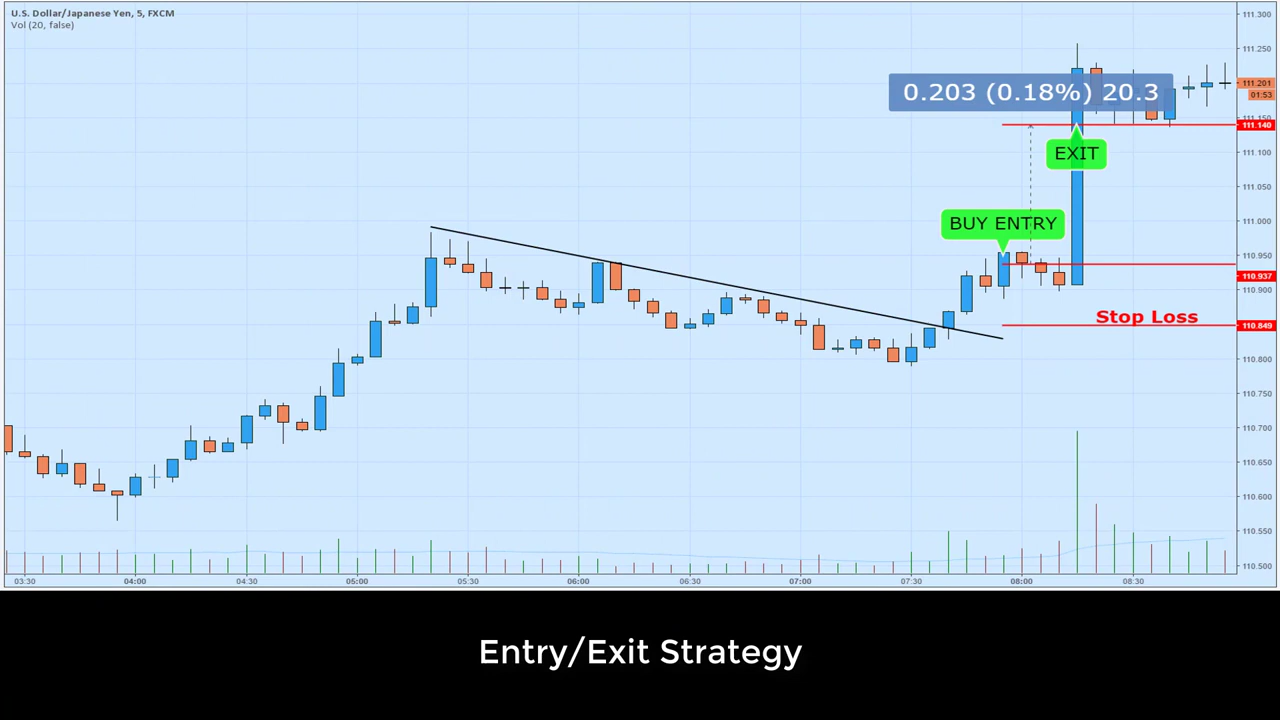 U.S. Dollar/Japanese Yen, 5, FXCM
Vol (20, false)
111.300
111.250
0.203 (0.18%) 20.3
111.201
01:53
111.150
111.140
EXIT
111.100
111.050
BUY ENTRY
111.000
110.950
110.937
110.900
Stop Loss
110.849
110.800
110.750
110.700
110.650
110.600
110.550
110.500
03:30 04:00 04:30 05:00 05:30 06:00 06:30 07:00 07:30 08:00 08:30
Entry/Exit Strategy